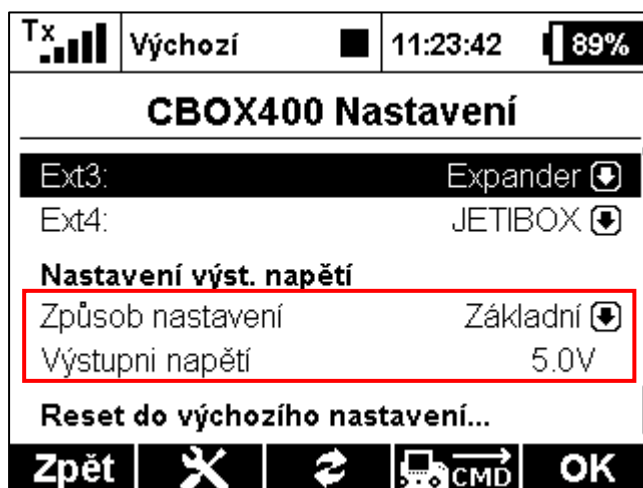 Tx Výchozí 11:23:42 89%
CBOX400 Nastavení
Ext3: Expander
Ext4: JETIBOX
Nastavení výst. napětí
Způsob nastavení Základní
Výstupni napětí 5.0V
Reset do výchozího nastavení...
Zpět CMD OK